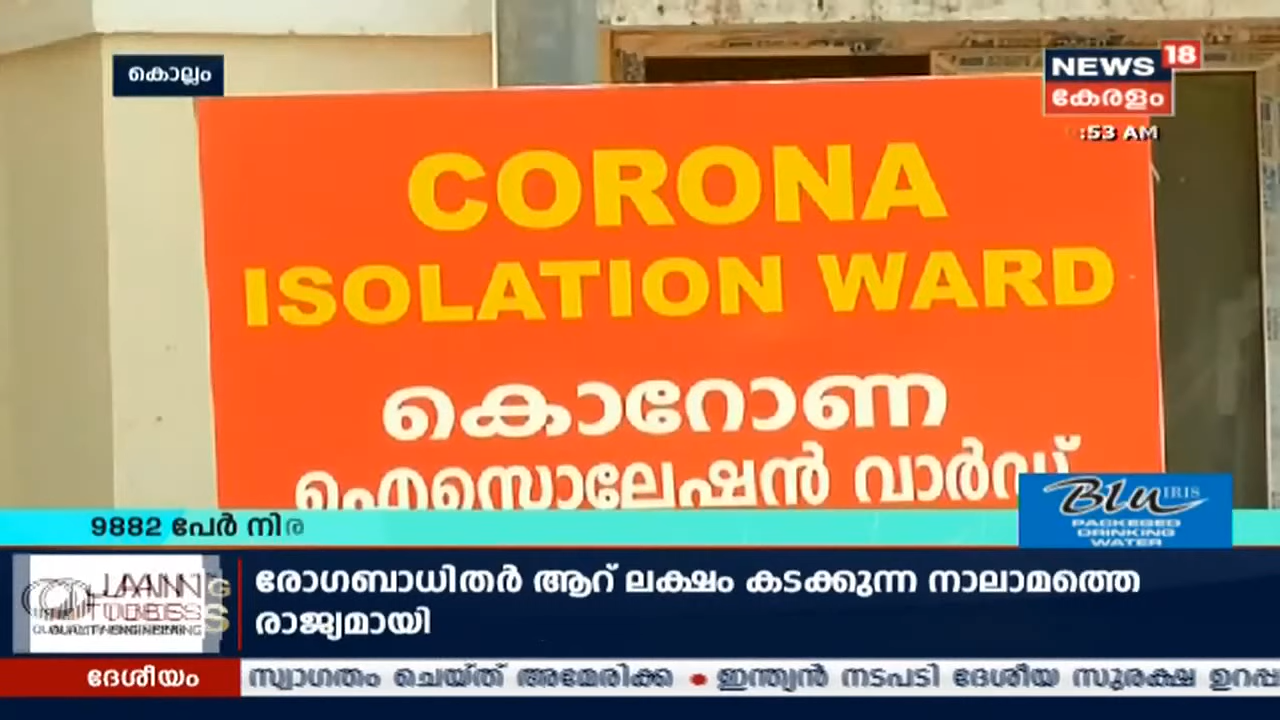 കൊല്ലം
NEWS 18
കേരളം
:53 AM
CORONA
ISOLATION WARD
കൊറോണ
ഐസൊലേഷൻ വാർഡ്
9882 പേർ നിര
Blu IRIS
PACKEGED
DRINKING
WATER
രോഗബാധിതർ ആറ് ലക്ഷം കടക്കുന്ന നാലാമത്തെ
രാജ്യമായി
ദേശീയം
സ്വാഗതം ചെയ്ത് അമേരിക്ക • ഇന്ത്യൻ നടപടി ദേശീയ സുരക്ഷ ഉറപ്പ